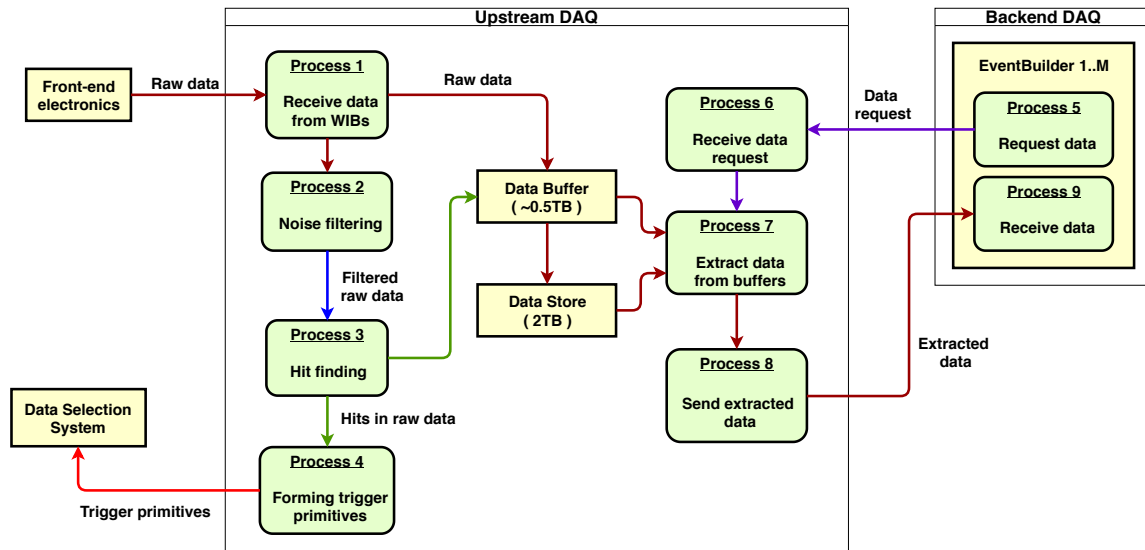 Upstream DAQ
Backend DAQ
Front-end
electronics
Raw data
Process 1
Receive data
from WIBs
Raw data
Process 2
Noise filtering
Filtered
raw data
Process 3
Hit finding
Hits in raw data
Process 4
Forming trigger
primitives
Trigger primitives
Data Selection
System
Data Buffer
( ~0.5TB )
Data Store
( 2TB )
Process 6
Receive data
request
Process 7
Extract data
from buffers
Process 8
Send extracted
data
Data
request
Extracted
data
EventBuilder 1..M
Process 5
Request data
Process 9
Receive data